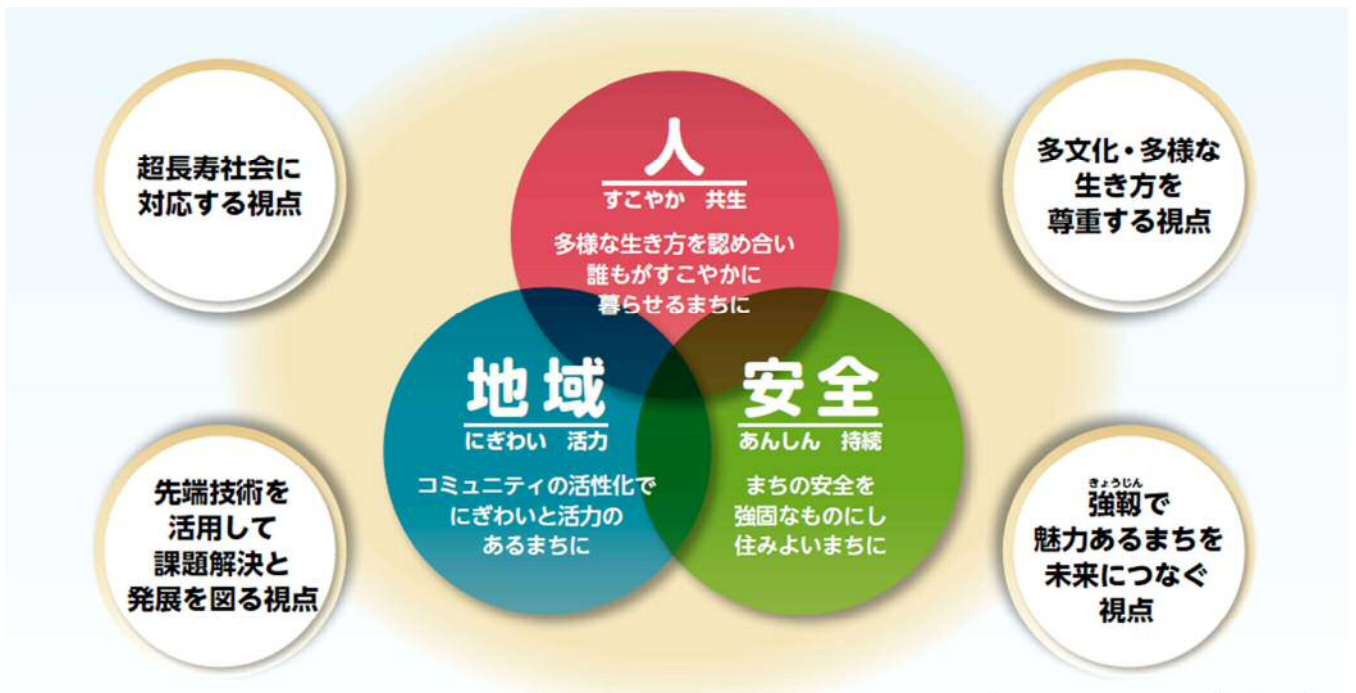 超長寿社会に
対応する視点
人
すこやか 共生
多様な生き方を認め合い
誰もがすこやかに
暮らせるまちに
多文化・多様な
生き方を
尊重する視点
地域
にぎわい 活力
コミュニティの活性化で
にぎわいと活力の
あるまちに
安全
あんしん 持続
まちの安全を
強固なものにし
住みよいまちに
先端技術を
活用して
課題解決と
発展を図る視点
きょうじん
強靱で
魅力あるまちを
未来につなぐ
視点